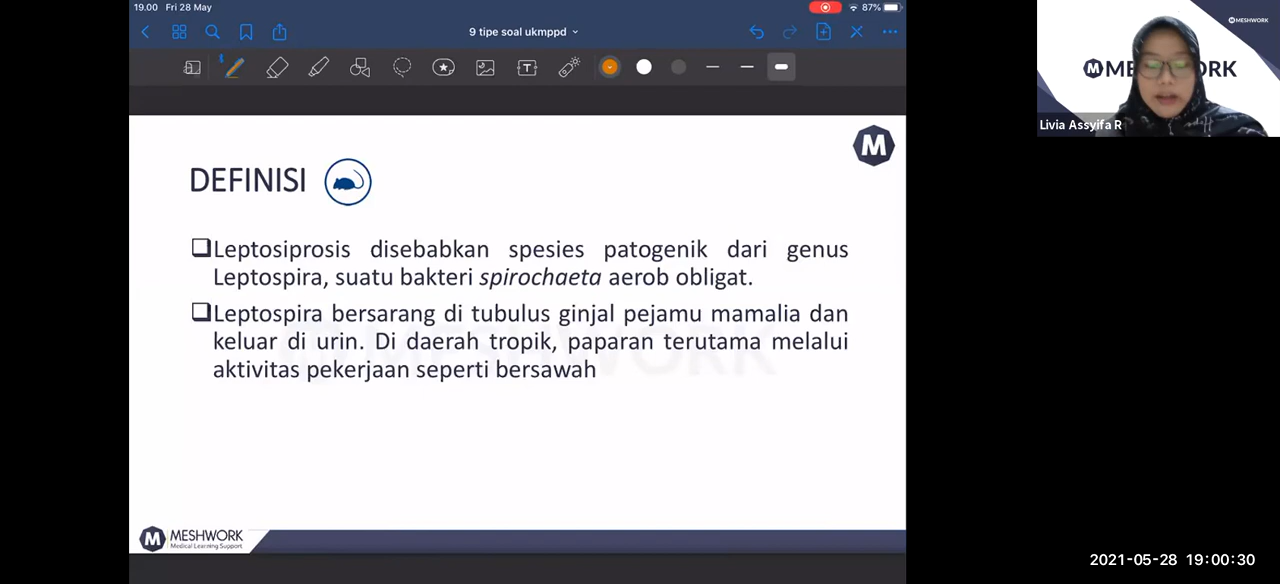 19.00 Fri 28 May
87%
9 tipe soal ukmppd
MESHWORK
MESHWORK
Livia Assyifa R
M
DEFINISI
Leptosiprosis disebabkan spesies patogenik dari genus
Leptospira, suatu bakteri spirochaeta aerob obligat.
Leptospira bersarang di tubulus ginjal pejamu mamalia dan
keluar di urin. Di daerah tropik, paparan terutama melalui
aktivitas pekerjaan seperti bersawah
MESHWORK
M MESHWORK
Medical Learning Support
2021-05-28 19:00:30